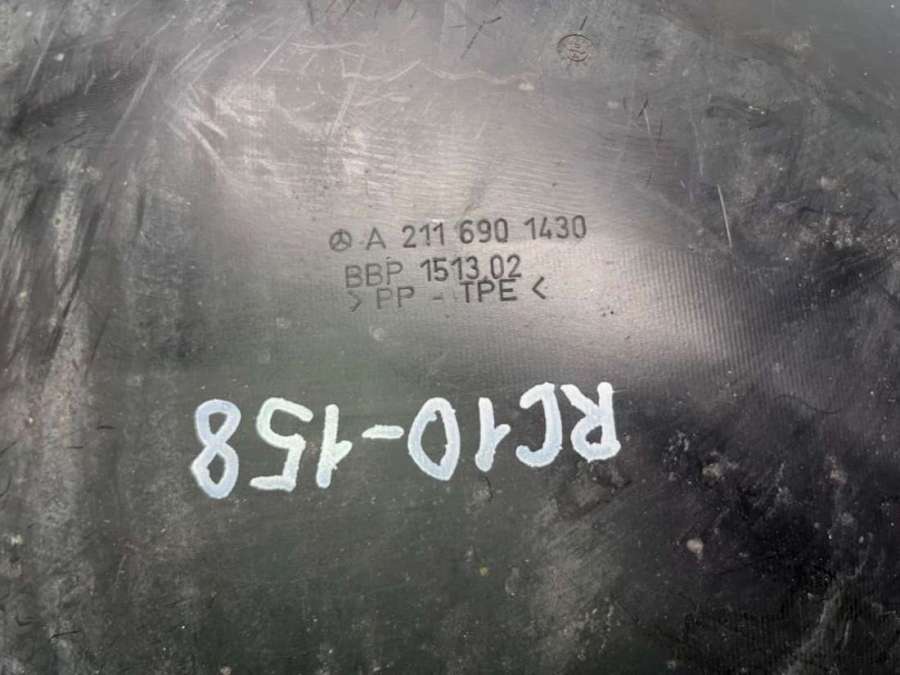 A 211 690 1430
BBP 1513.02
>PP - TPE<
RC10-158